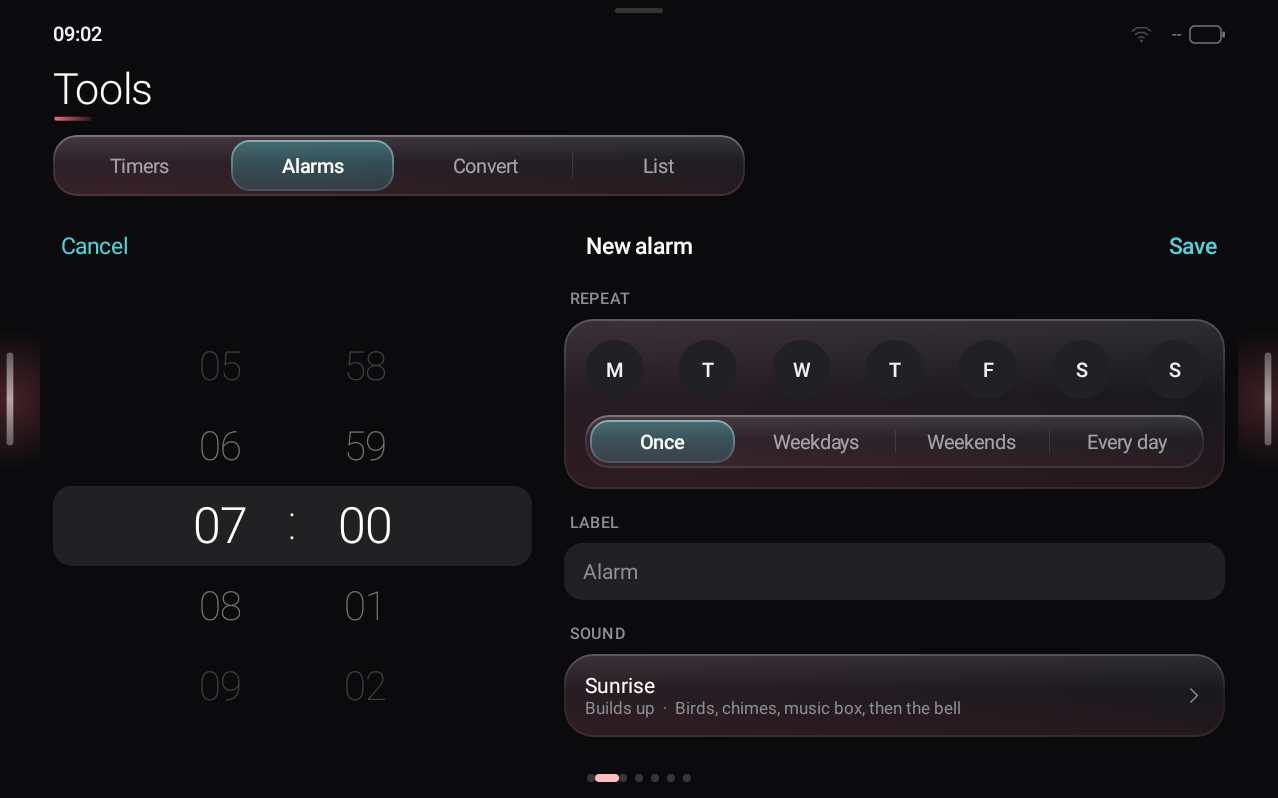 09:02
--
Tools
Timers
Alarms
Convert
List
Cancel
New alarm
Save
REPEAT
M T W T F S S
Once
Weekdays
Weekends
Every day
05 58
06 59
07 : 00
08 01
09 02
LABEL
Alarm
SOUND
Sunrise
Builds up · Birds, chimes, music box, then the bell